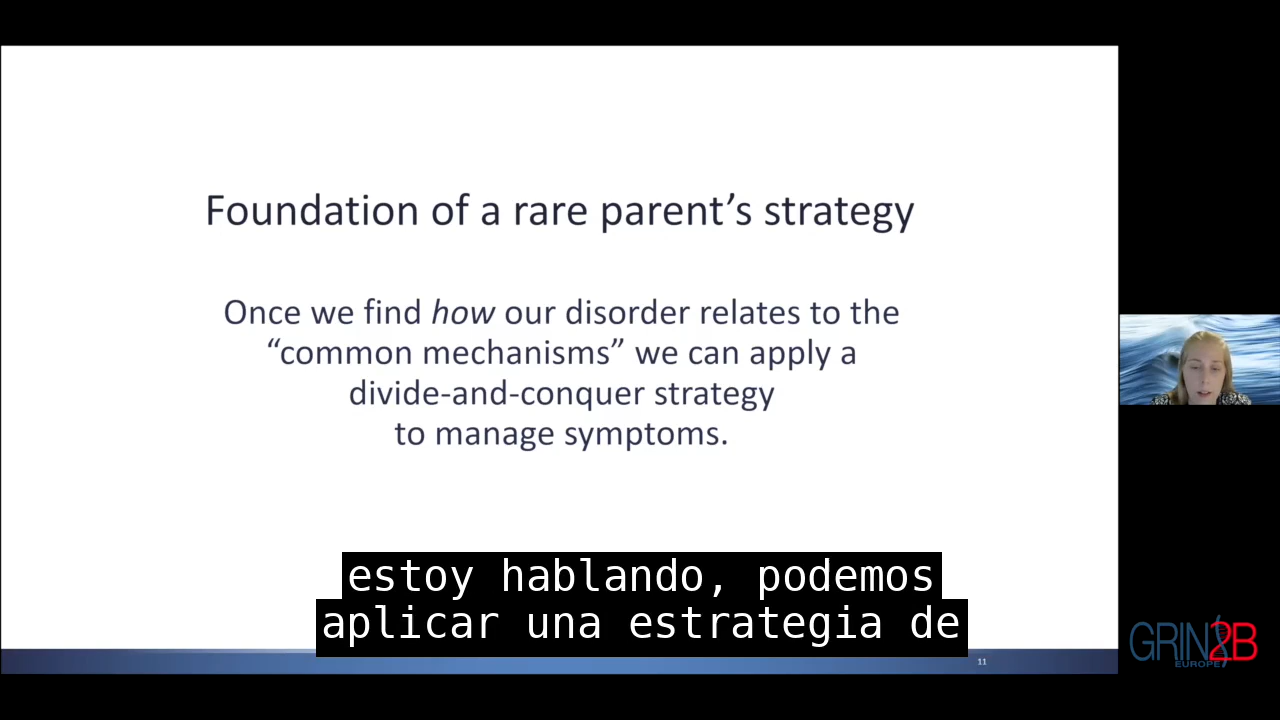 Foundation of a rare parent’s strategy
Once we find how our disorder relates to the
“common mechanisms” we can apply a
divide-and-conquer strategy
to manage symptoms.
estoy hablando, podemos
aplicar una estrategia de
11
GRIN2B
EUROPE